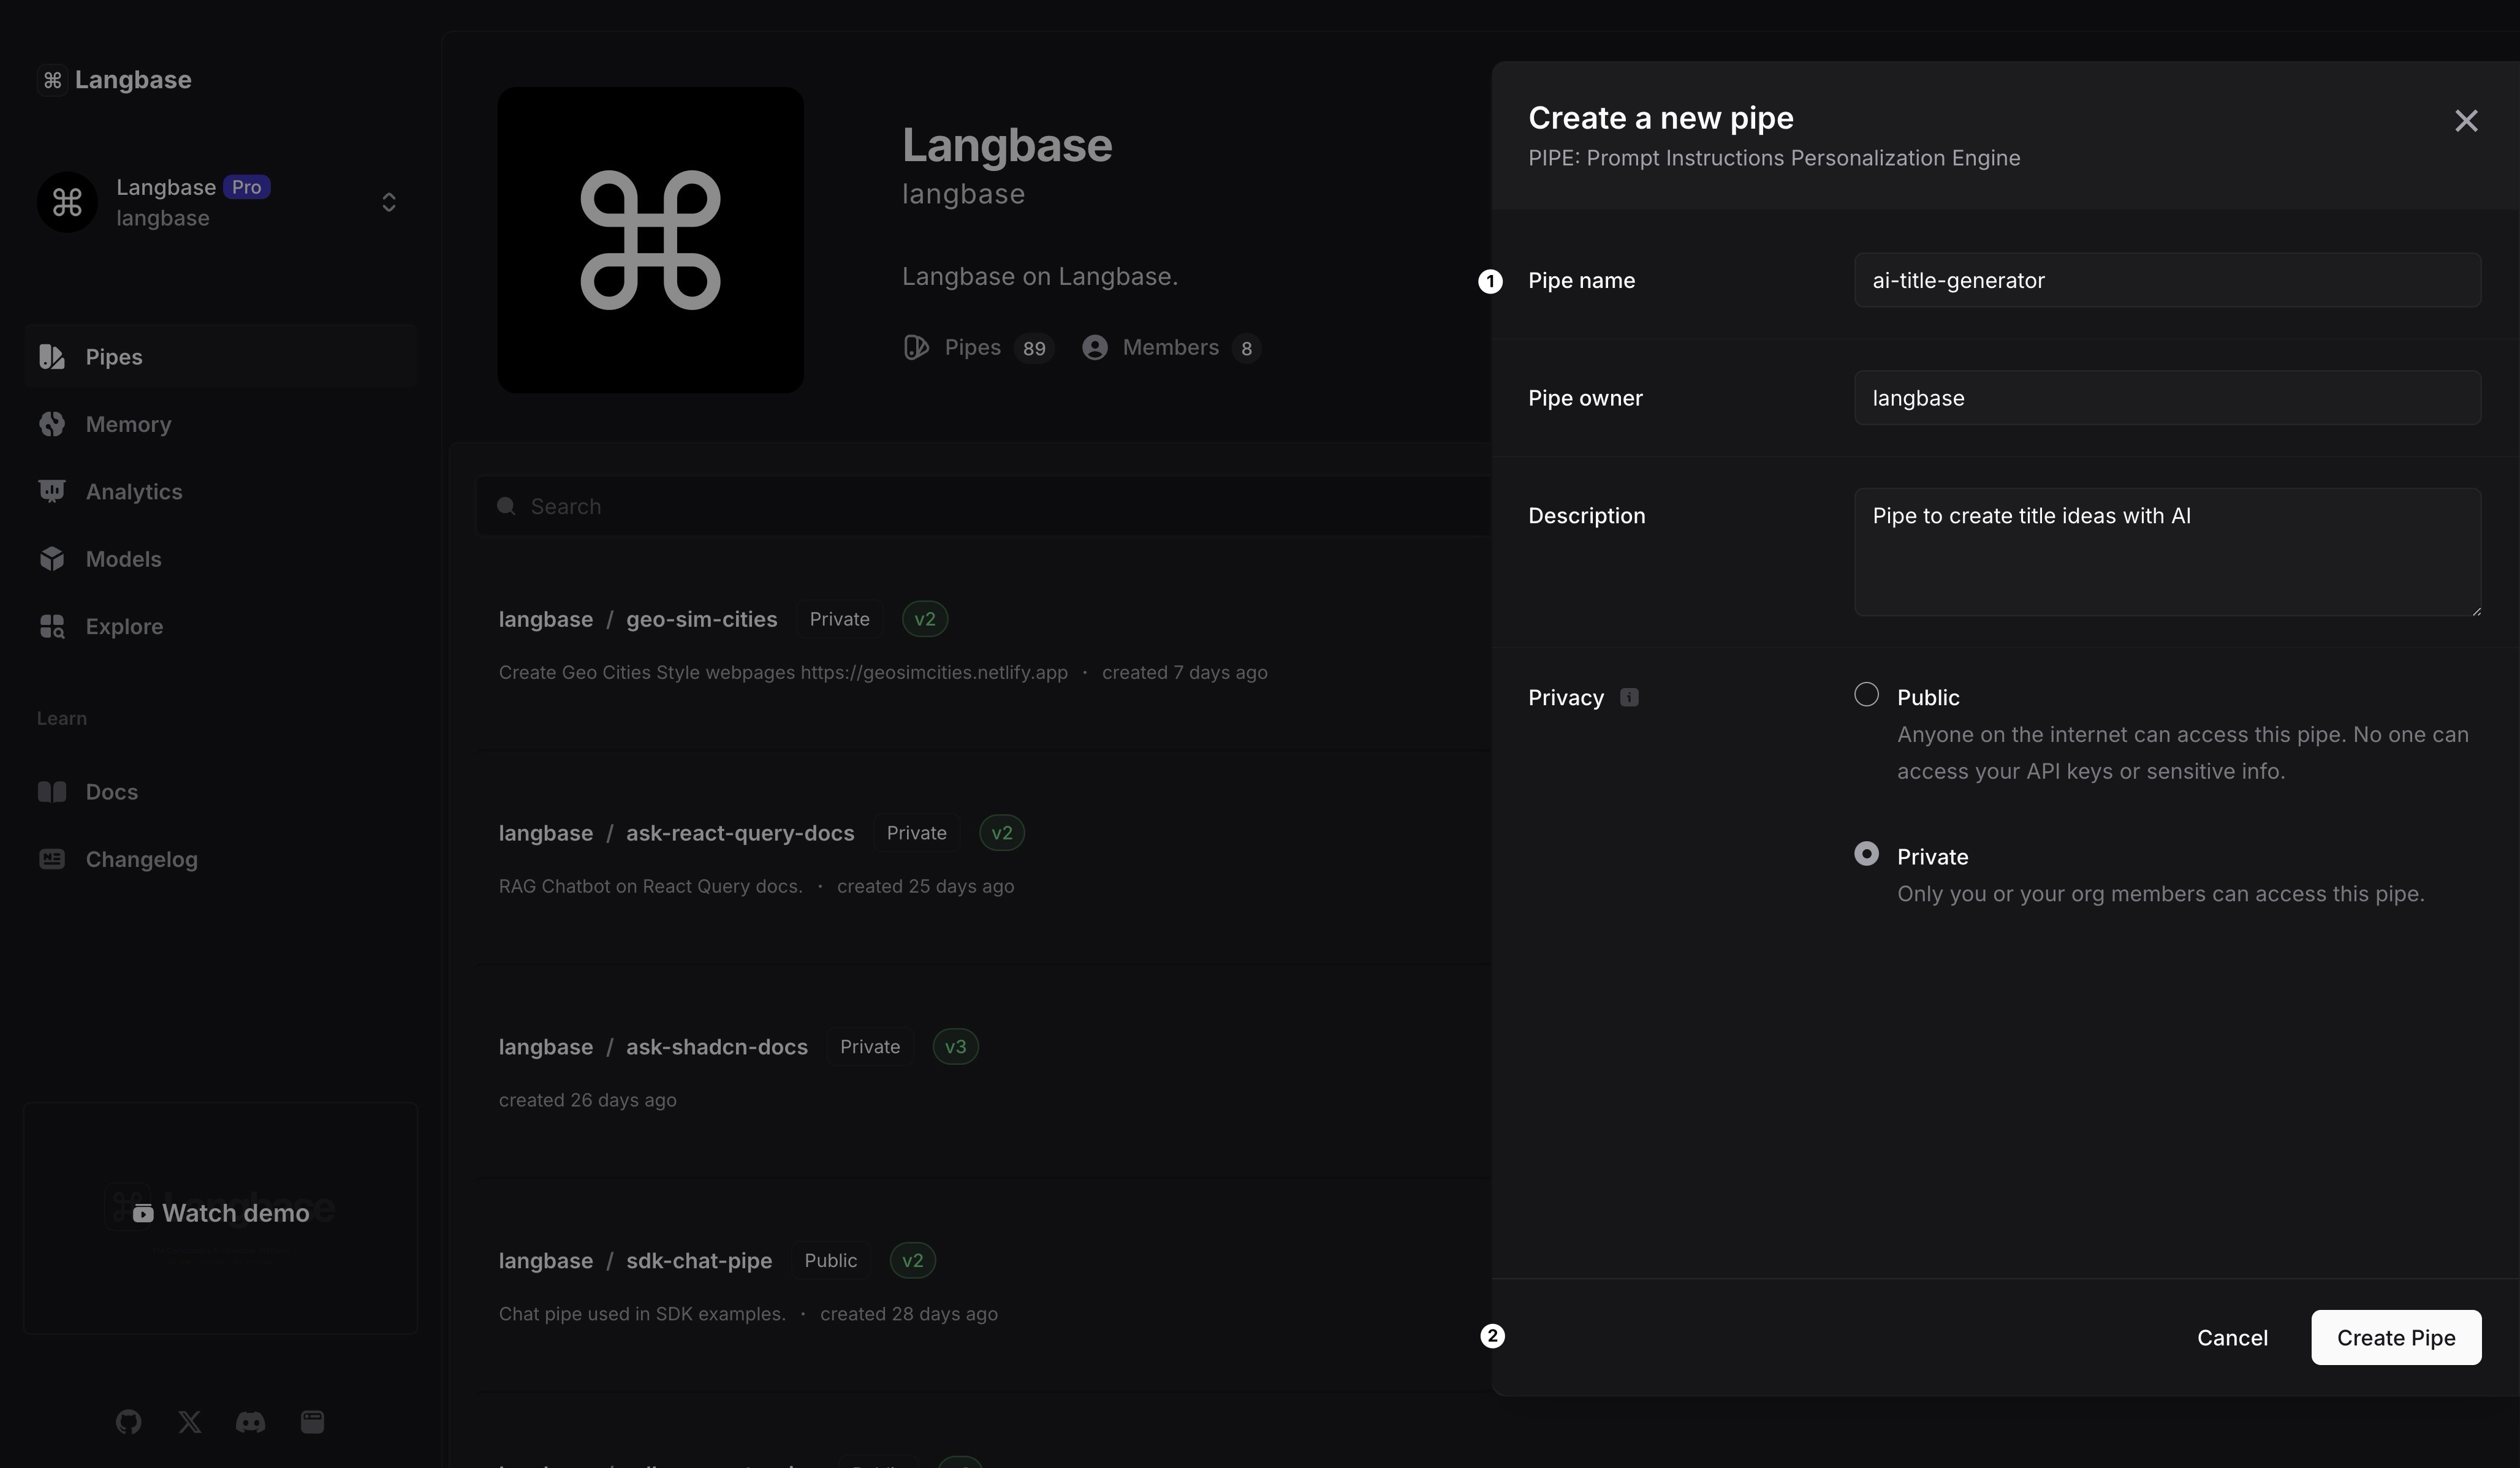 Langbase
Langbase Pro
langbase
Pipes
Memory
Analytics
Models
Explore
Learn
Docs
Changelog
Watch demo
Langbase
langbase
Langbase on Langbase.
Pipes 89 Members 8
Search
langbase / geo-sim-cities Private v2
Create Geo Cities Style webpages https://geosimcities.netlify.app · created 7 days ago
langbase / ask-react-query-docs Private v2
RAG Chatbot on React Query docs. · created 25 days ago
langbase / ask-shadcn-docs Private v3
created 26 days ago
langbase / sdk-chat-pipe Public v2
Chat pipe used in SDK examples. · created 28 days ago
Create a new pipe
PIPE: Prompt Instructions Personalization Engine
1 Pipe name ai-title-generator
Pipe owner langbase
Description Pipe to create title ideas with AI
Privacy Public
Anyone on the internet can access this pipe. No one can
access your API keys or sensitive info.
Private
Only you or your org members can access this pipe.
2 Cancel Create Pipe